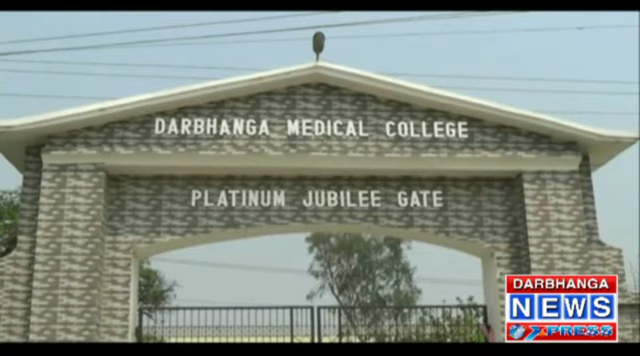 DARBHANGA MEDICAL COLLEGE
PLATINUM JUBILEE GATE
DARBHANGA
NEWS
XPRESS